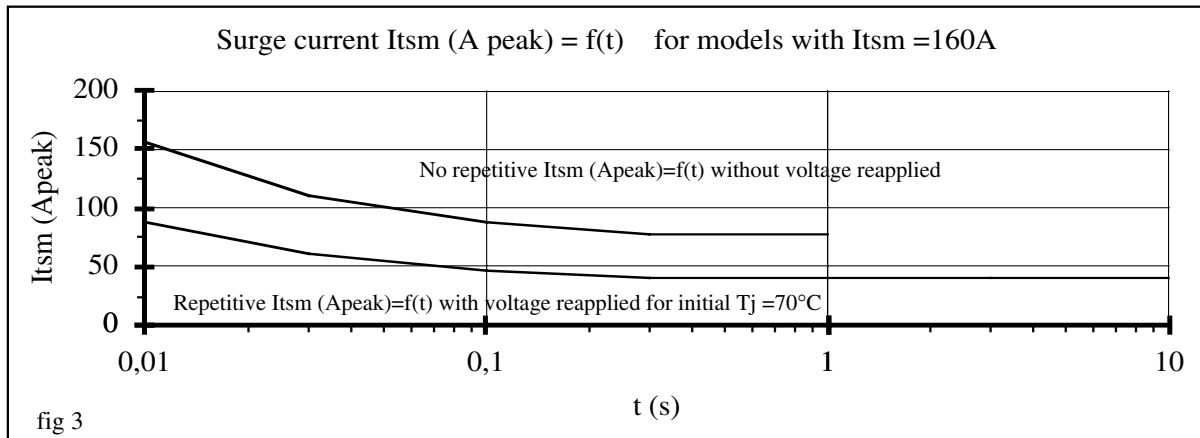 Surge current Itsm (A peak) = f(t) for models with Itsm =160A
200
150
100
50
0
Itsm (Apeak)
No repetitive Itsm (Apeak)=f(t) without voltage reapplied
Repetitive Itsm (Apeak)=f(t) with voltage reapplied for initial Tj =70°C
0,01 0,1 1 10
t (s)
fig 3